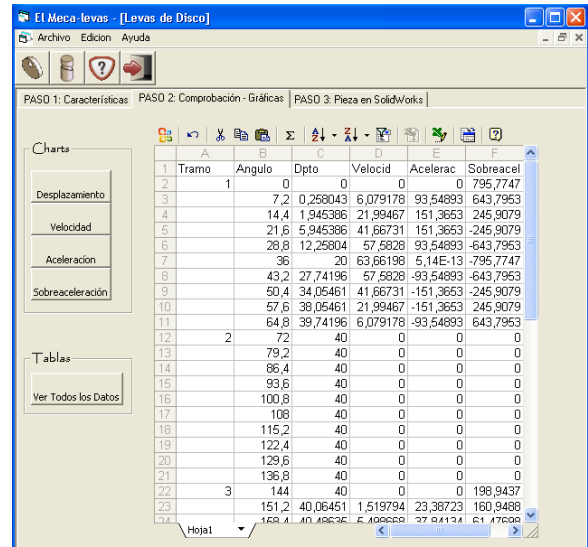 El Meca-levas - [Levas de Disco]
Archivo Edicion Ayuda
PASO 1: Características PASO 2: Comprobación - Gráficas PASO 3: Pieza en SolidWorks
Charts
Desplazamiento
Velocidad
Aceleracíon
Sobreaceleración
Tablas
Ver Todos los Datos
A B C D E F
1 Tramo Angulo Dpto Velocid Acelerac Sobreacel
2 1 0 0 0 0 795,7747
3 7,2 0,258043 6,079178 93,54893 643,7953
4 14,4 1,945386 21,99467 151,3653 245,9079
5 21,6 5,945386 41,66731 151,3653 -245,9079
6 28,8 12,25804 57,5828 93,54893 -643,7953
7 36 20 63,66198 5,14E-13 -795,7747
8 43,2 27,74196 57,5828 -93,54893 -643,7953
9 50,4 34,05461 41,66731 -151,3653 -245,9079
10 57,6 38,05461 21,99467 -151,3653 245,9079
11 64,8 39,74196 6,079178 -93,54893 643,7953
12 2 72 40 0 0 0
13 79,2 40 0 0 0
14 86,4 40 0 0 0
15 93,6 40 0 0 0
16 100,8 40 0 0 0
17 108 40 0 0 0
18 115,2 40 0 0 0
19 122,4 40 0 0 0
20 129,6 40 0 0 0
21 136,8 40 0 0 0
22 3 144 40 0 0 198,9437
23 151,2 40,06451 1,519794 23,38723 160,9488
24 158,4 40,48635 5,498668 37,84134 61,47698
Hoja1